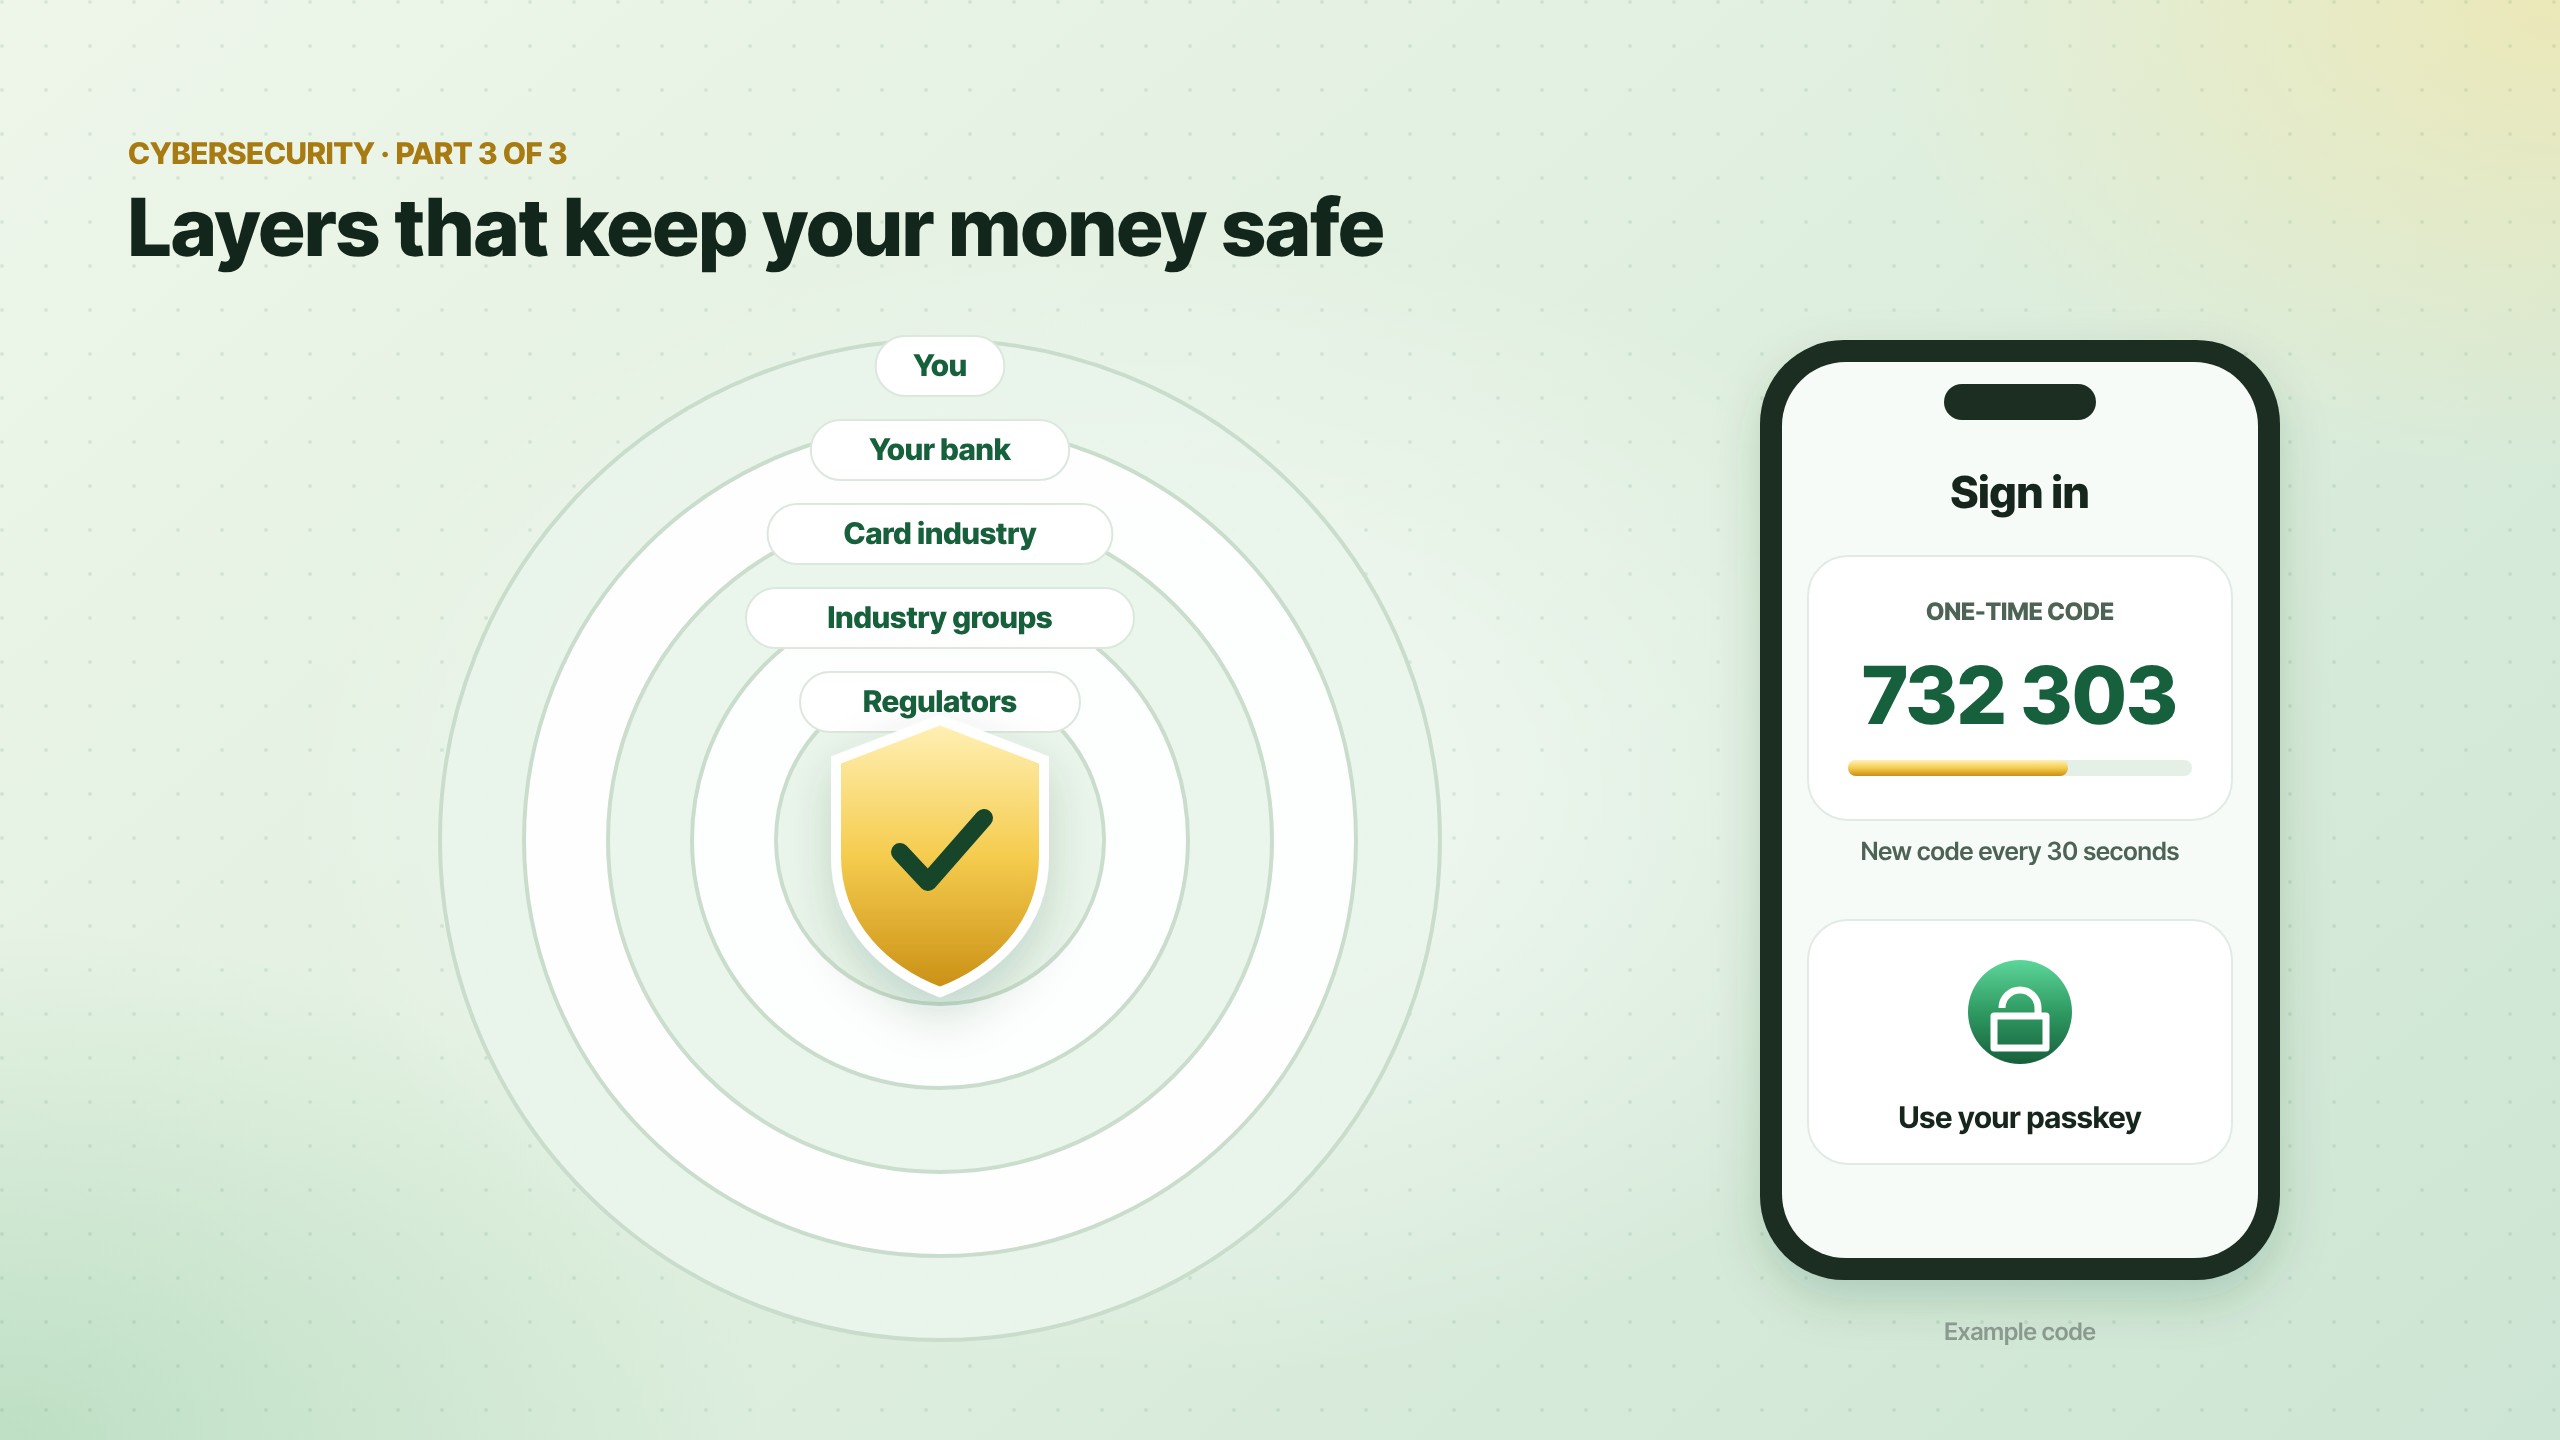 CYBERSECURITY · PART 3 OF 3
Layers that keep your money safe
You
Your bank
Card industry
Industry groups
Regulators
Sign in
ONE-TIME CODE
732 303
New code every 30 seconds
Use your passkey
Example code